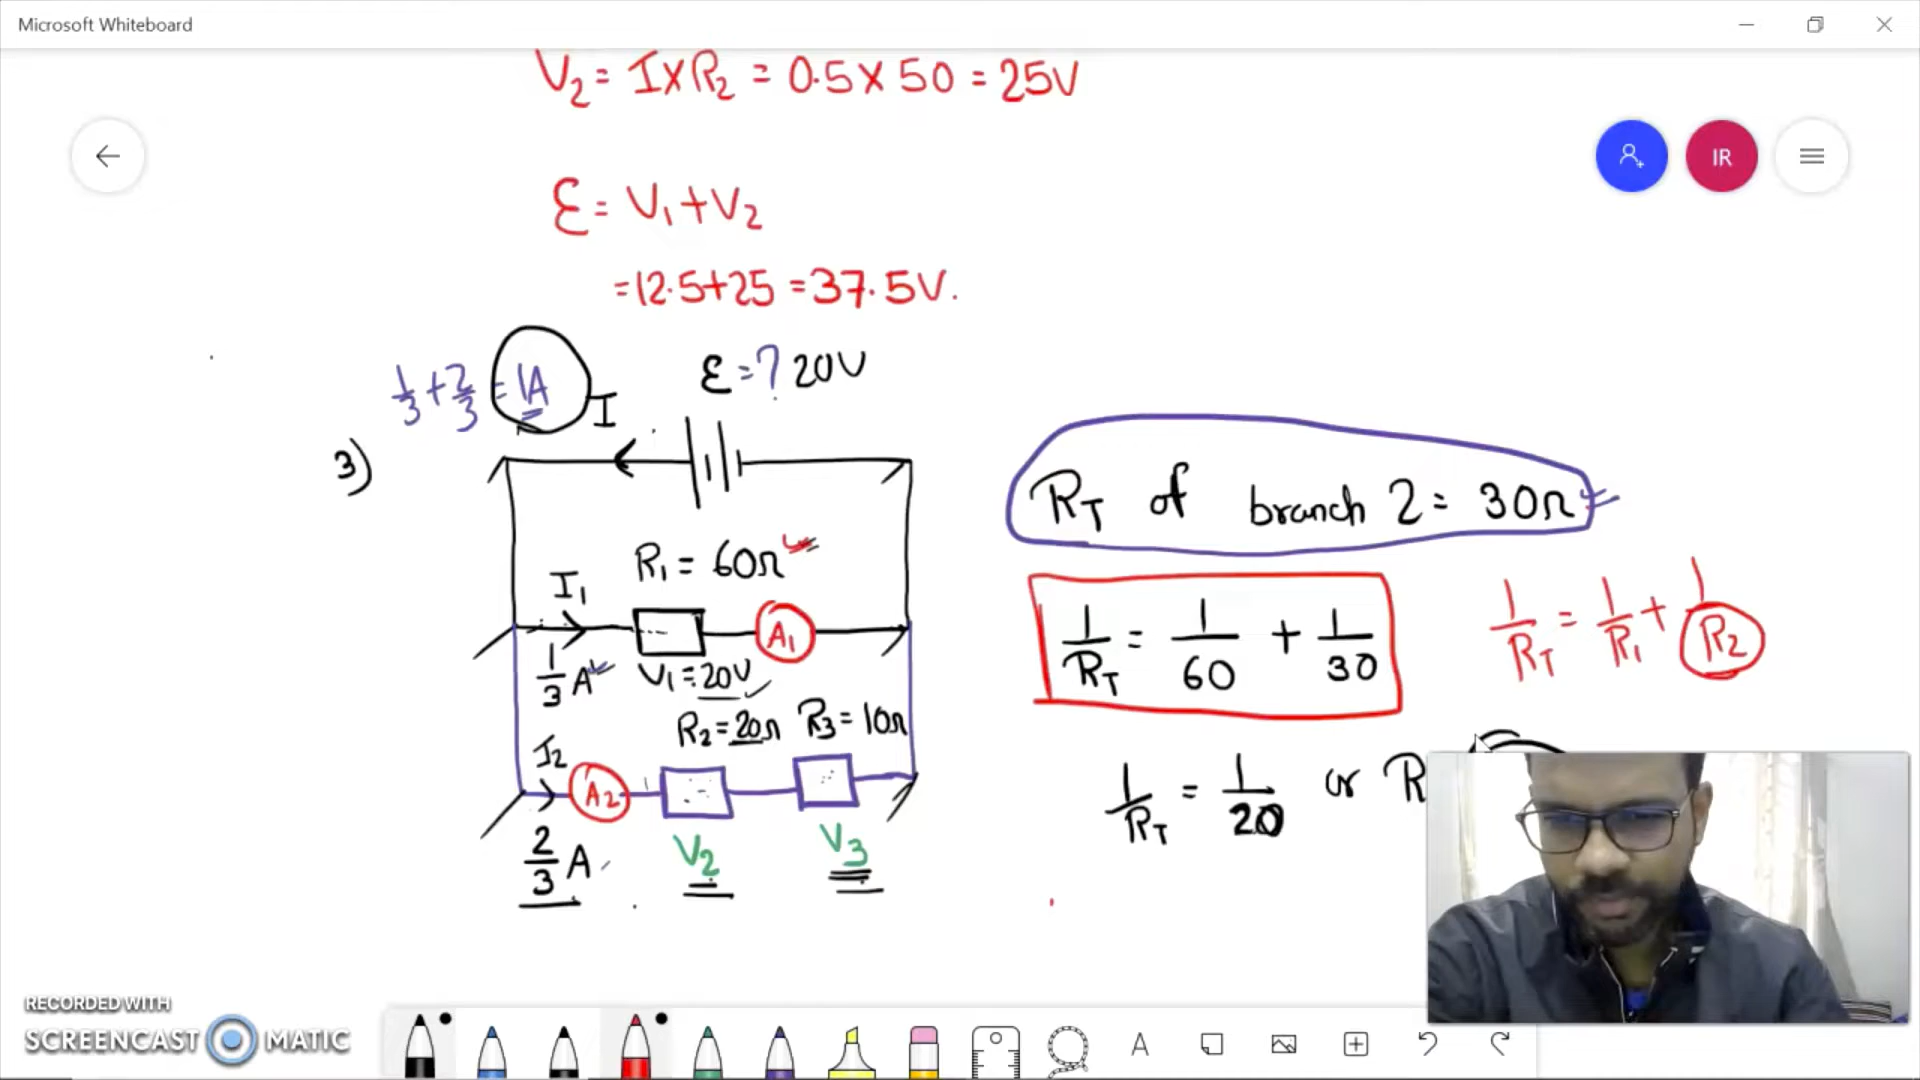 Microsoft Whiteboard
V₂ = I×R₂ = 0.5 × 50 = 25V
IR
Ɛ = V₁+V₂
=12.5+25 = 37.5V.
1/3 + 2/3 = 1A I
Ɛ = ? 20V
3)
R_T of branch 2 = 30Ω
R₁ = 60Ω
I₁
A₁
1/3 A
V₁ = 20V
1/R_T = 1/60 + 1/30
1/R_T = 1/R₁ + 1/R₂
R₂ = 20Ω R₃ = 10Ω
I₂
A₂
2/3 A
V₂
V₃
1/R_T = 1/20 or R
RECORDED WITH
SCREENCAST MATIC
A